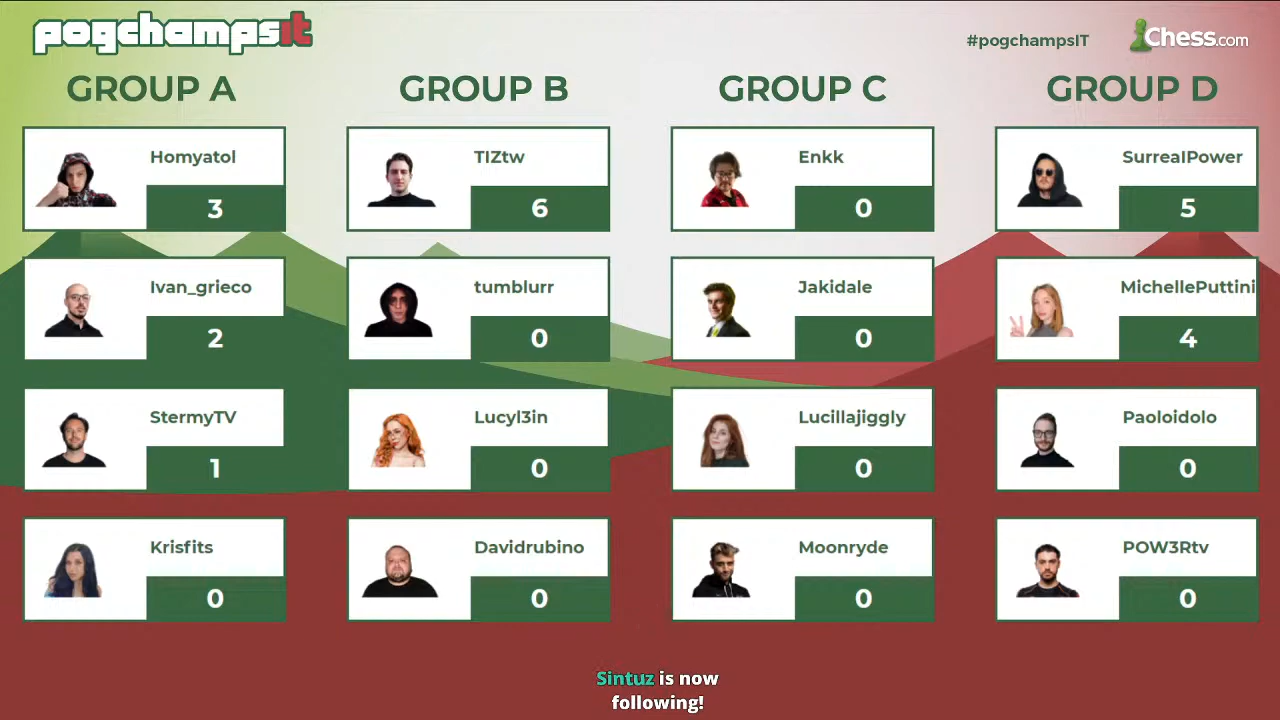 pogchampsit
#pogchampsIT
Chess.com
GROUP A
GROUP B
GROUP C
GROUP D
Homyatol
3
TIZtw
6
Enkk
0
SurrealPower
5
Ivan_grieco
2
tumblurr
0
Jakidale
0
MichellePuttini
4
StermyTV
1
Lucyl3in
0
Lucillajiggly
0
Paoloidolo
0
Krisfits
0
Davidrubino
0
Moonryde
0
POW3Rtv
0
Sintuz is now
following!